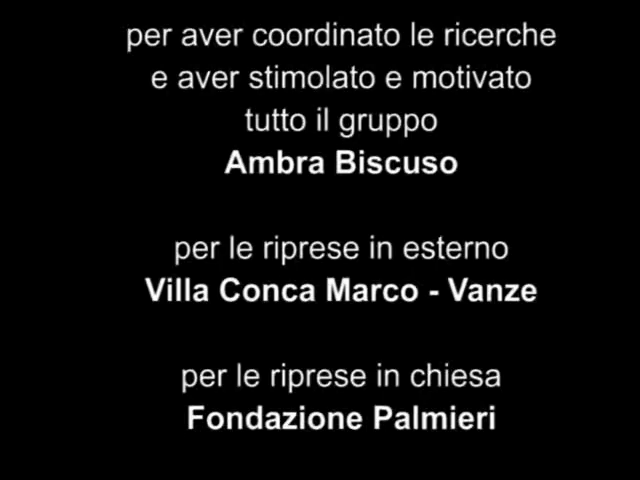 per aver coordinato le ricerche
e aver stimolato e motivato
tutto il gruppo
Ambra Biscuso
per le riprese in esterno
Villa Conca Marco - Vanze
per le riprese in chiesa
Fondazione Palmieri